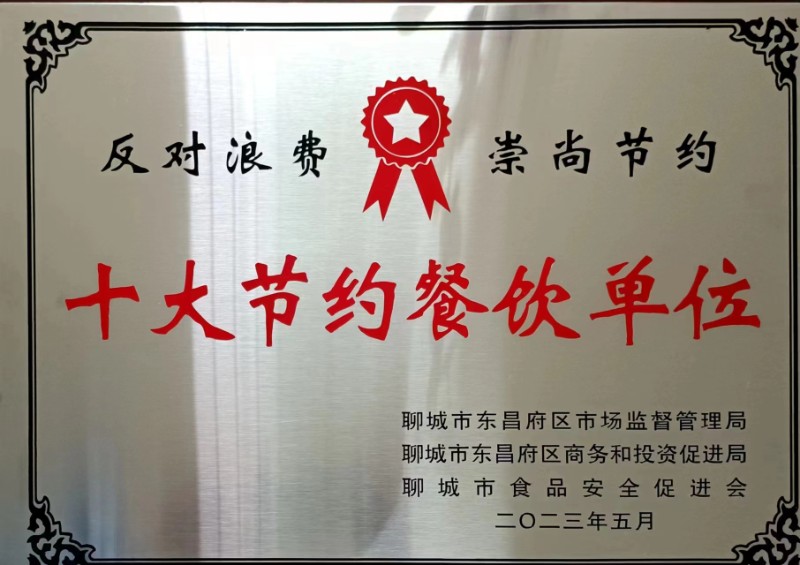 反对浪费 崇尚节约
十大节约餐饮单位
聊城市东昌府区市场监督管理局
聊城市东昌府区商务和投资促进局
聊城市食品安全促进会
二〇二三年五月